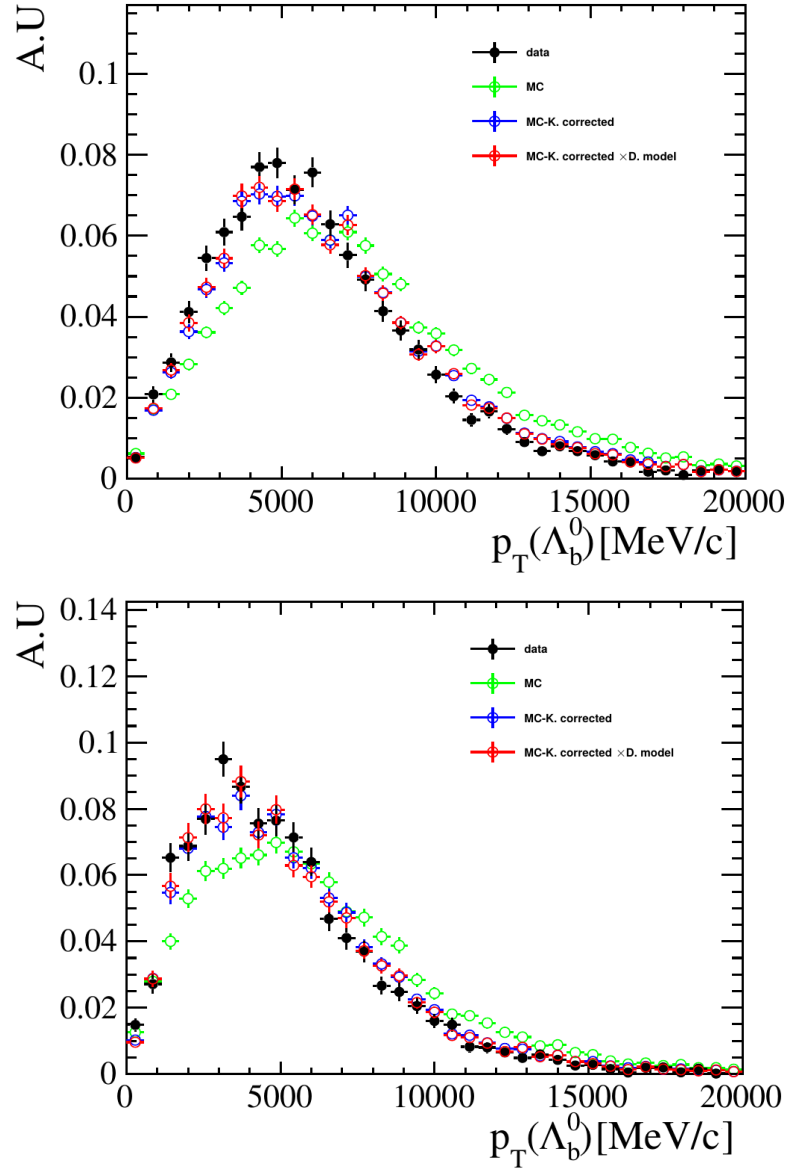 A.U
0.1
0.08
0.06
0.04
0.02
0
data
MC
MC-K. corrected
MC-K. corrected ×D. model
0 5000 10000 15000 20000
p_T(Λ_b^0)[MeV/c]
A.U
0.14
0.12
0.1
0.08
0.06
0.04
0.02
0
data
MC
MC-K. corrected
MC-K. corrected ×D. model
0 5000 10000 15000 20000
p_T(Λ_b^0)[MeV/c]